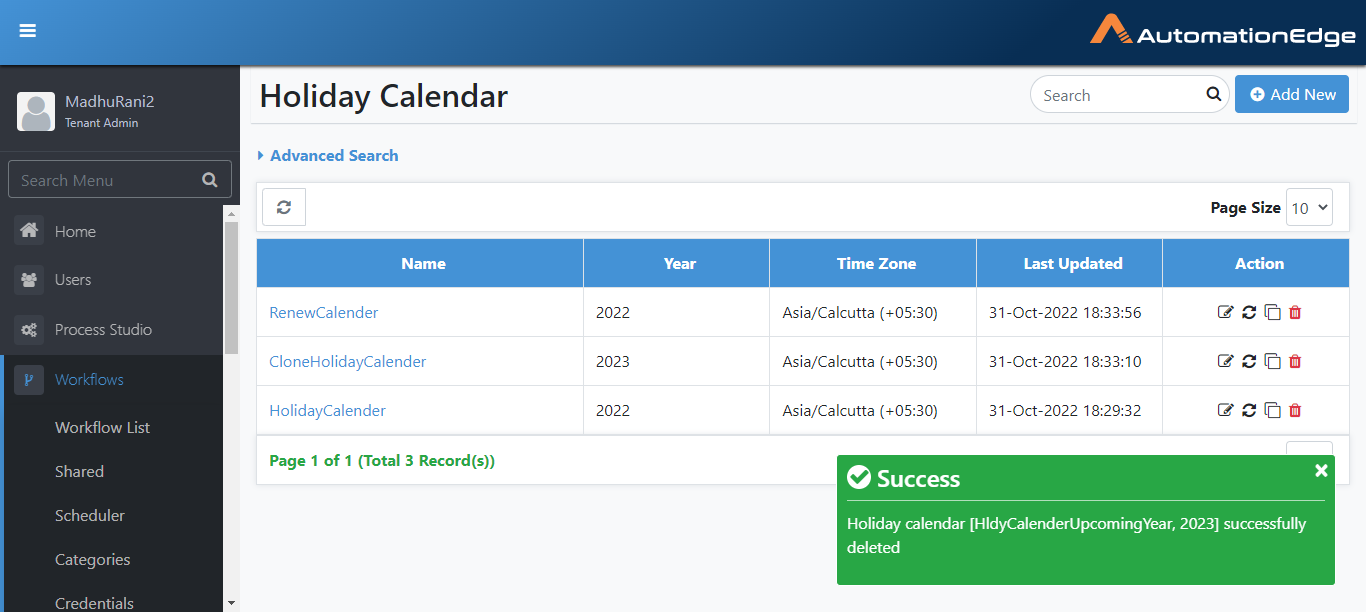 AutomationEdge
MadhuRani2
Tenant Admin
Search Menu
Home
Users
Process Studio
Workflows
Workflow List
Shared
Scheduler
Categories
Credentials
Holiday Calendar
Search
Add New
Advanced Search
Page Size 10
Name Year Time Zone Last Updated Action
RenewCalender 2022 Asia/Calcutta (+05:30) 31-Oct-2022 18:33:56
CloneHolidayCalender 2023 Asia/Calcutta (+05:30) 31-Oct-2022 18:33:10
HolidayCalender 2022 Asia/Calcutta (+05:30) 31-Oct-2022 18:29:32
Page 1 of 1 (Total 3 Record(s))
Success
Holiday calendar [HldyCalenderUpcomingYear, 2023] successfully
deleted